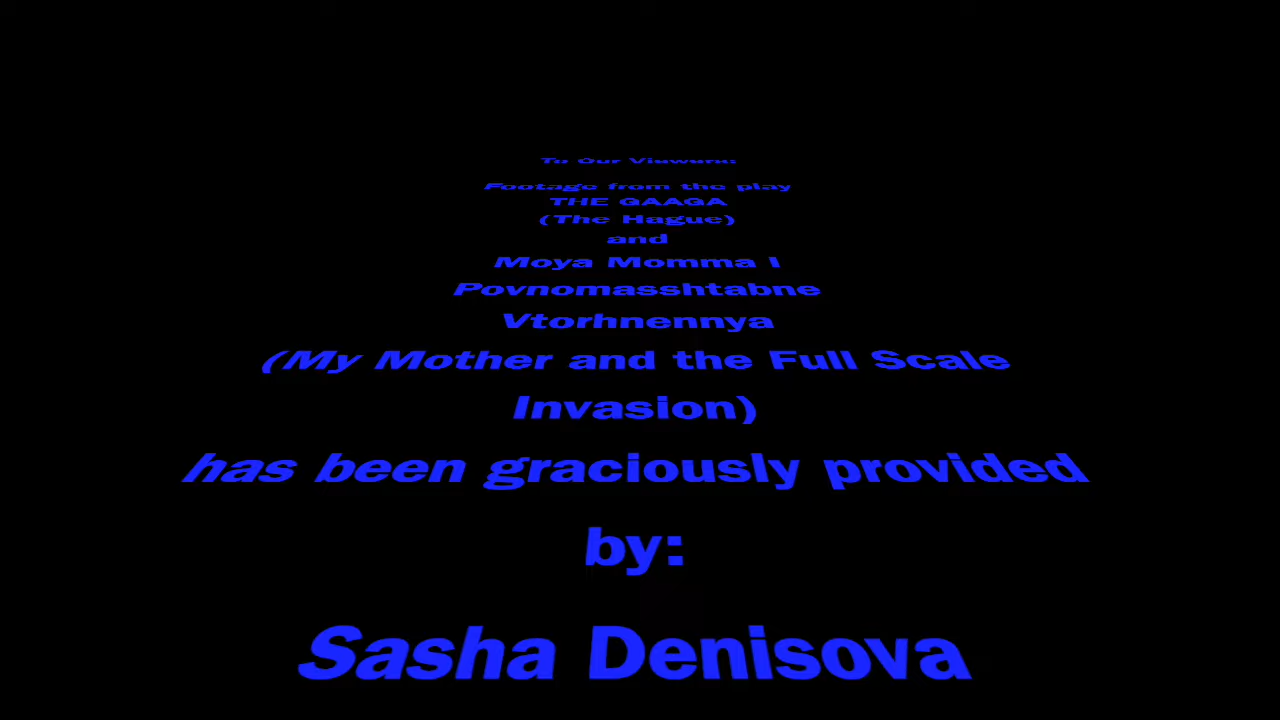 To Our Viewers:
Footage from the play
THE GAAGA
(The Hague)
and
Moya Momma I
Povnomasshtabne
Vtorhnennya
(My Mother and the Full Scale
Invasion)
has been graciously provided
by:
Sasha Denisova